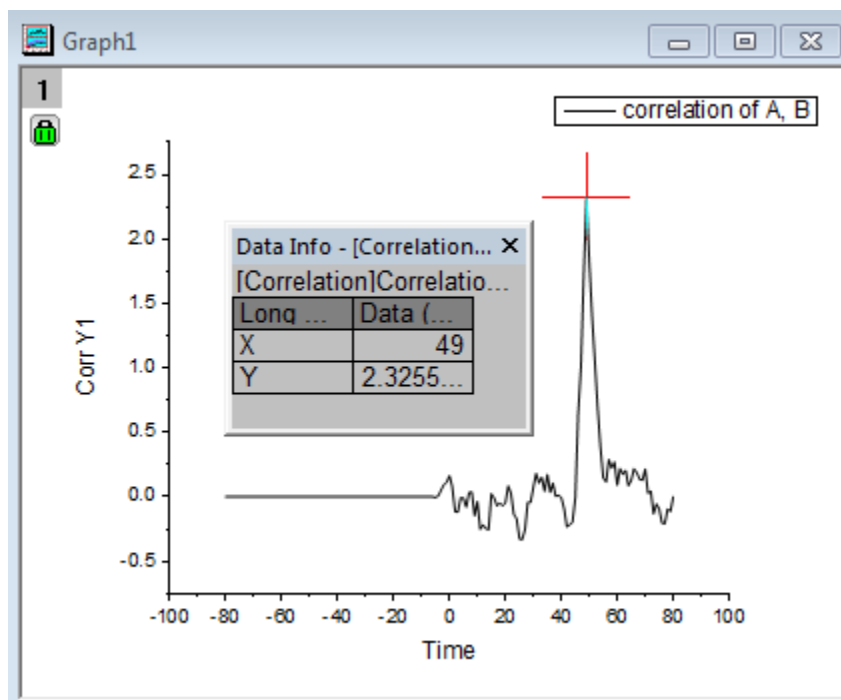 Graph1
1
correlation of A, B
Data Info - [Correlation...
[Correlation]Correlatio...
Long ... Data (...
X 49
Y 2.3255...
2.5
2.0
1.5
1.0
0.5
0.0
-0.5
Corr Y1
-100 -80 -60 -40 -20 0 20 40 60 80 100
Time